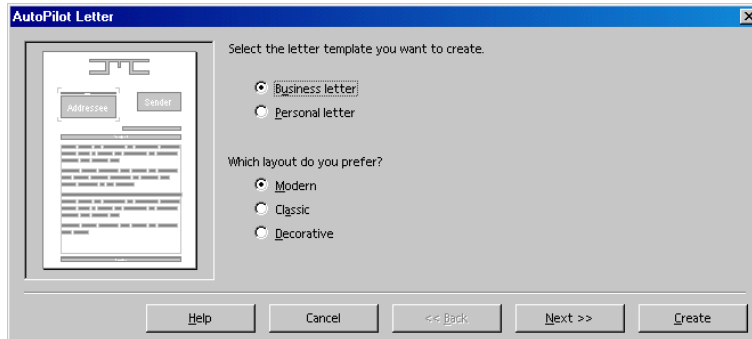 AutoPilot Letter
Select the letter template you want to create.
Addressee
Sender
Business letter
Personal letter
Which layout do you prefer?
Modern
Classic
Decorative
Help
Cancel
<< Back
Next >>
Create